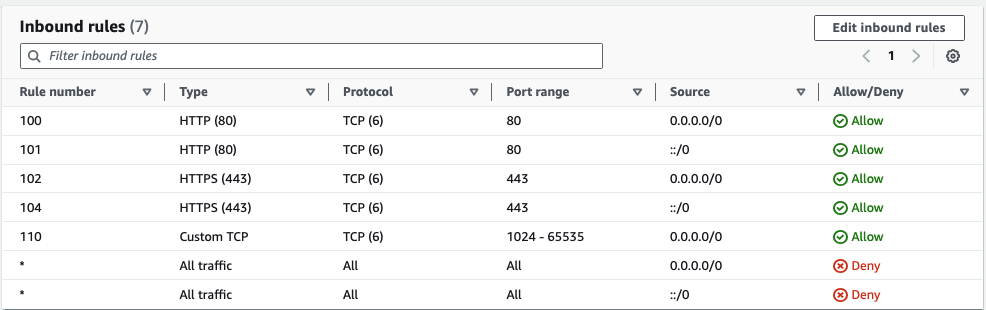 Inbound rules (7)
Edit inbound rules
Filter inbound rules
1
Rule number Type Protocol Port range Source Allow/Deny
100 HTTP (80) TCP (6) 80 0.0.0.0/0 Allow
101 HTTP (80) TCP (6) 80 ::/0 Allow
102 HTTPS (443) TCP (6) 443 0.0.0.0/0 Allow
104 HTTPS (443) TCP (6) 443 ::/0 Allow
110 Custom TCP TCP (6) 1024 - 65535 0.0.0.0/0 Allow
* All traffic All All 0.0.0.0/0 Deny
* All traffic All All ::/0 Deny